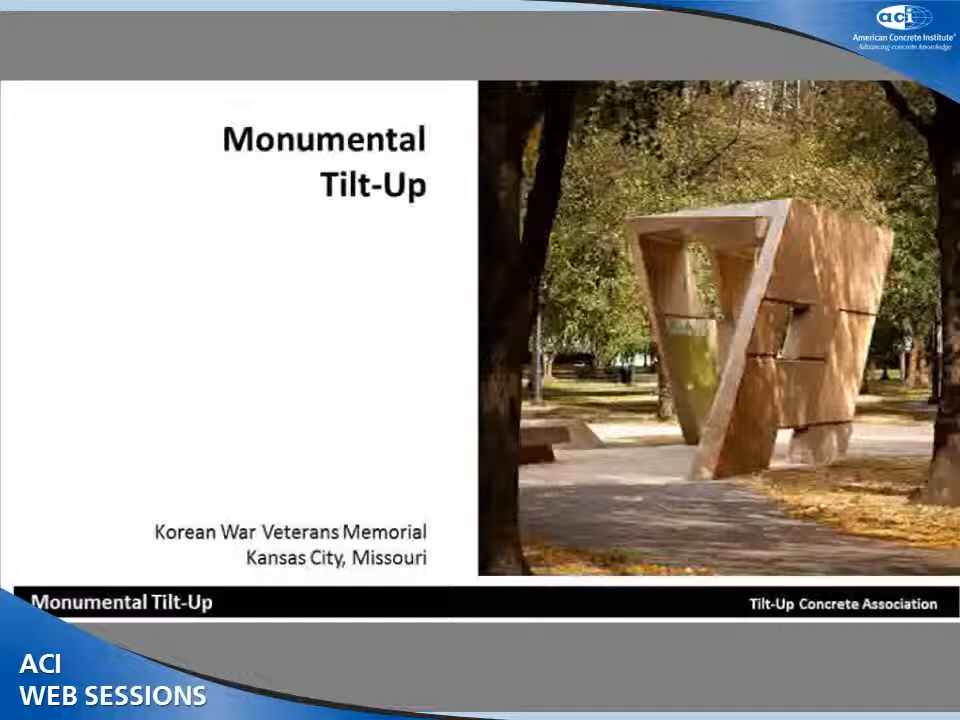 aci
American Concrete Institute®
Advancing concrete knowledge
Monumental
Tilt-Up
Korean War Veterans Memorial
Kansas City, Missouri
Monumental Tilt-Up
Tilt-Up Concrete Association
ACI
WEB SESSIONS